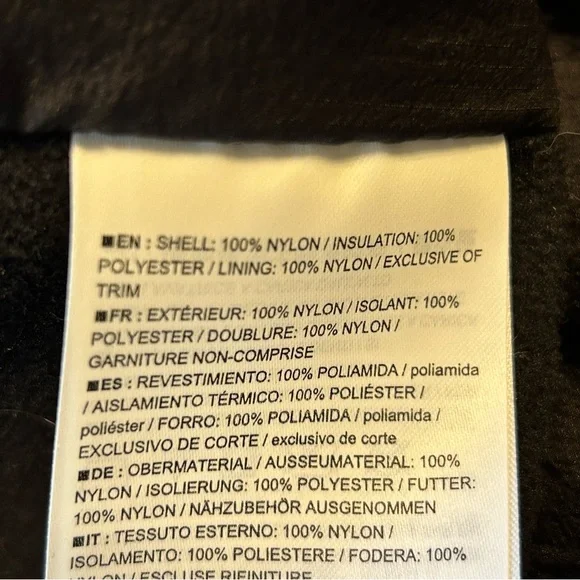 EN : SHELL: 100% NYLON / INSULATION: 100%
POLYESTER / LINING: 100% NYLON / EXCLUSIVE OF
TRIM
FR : EXTÉRIEUR: 100% NYLON / ISOLANT: 100%
POLYESTER / DOUBLURE: 100% NYLON /
GARNITURE NON-COMPRISE
ES : REVESTIMIENTO: 100% POLIAMIDA / poliamida
/ AISLAMIENTO TÉRMICO: 100% POLIÉSTER /
poliéster / FORRO: 100% POLIAMIDA / poliamida /
EXCLUSIVO DE CORTE / exclusivo de corte
DE : OBERMATERIAL / AUSSEUMATERIAL: 100%
NYLON / ISOLIERUNG: 100% POLYESTER / FUTTER:
100% NYLON / NÄHZUBEHÖR AUSGENOMMEN
IT : TESSUTO ESTERNO: 100% NYLON /
ISOLAMENTO: 100% POLIESTERE / FODERA: 100%
NYLON / ESCLUSE RIFINITURE